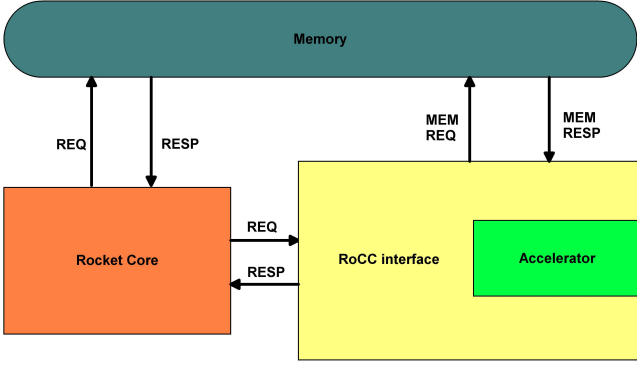 Memory
REQ
RESP
MEM
REQ
MEM
RESP
REQ
RESP
Rocket Core
RoCC interface
Accelerator